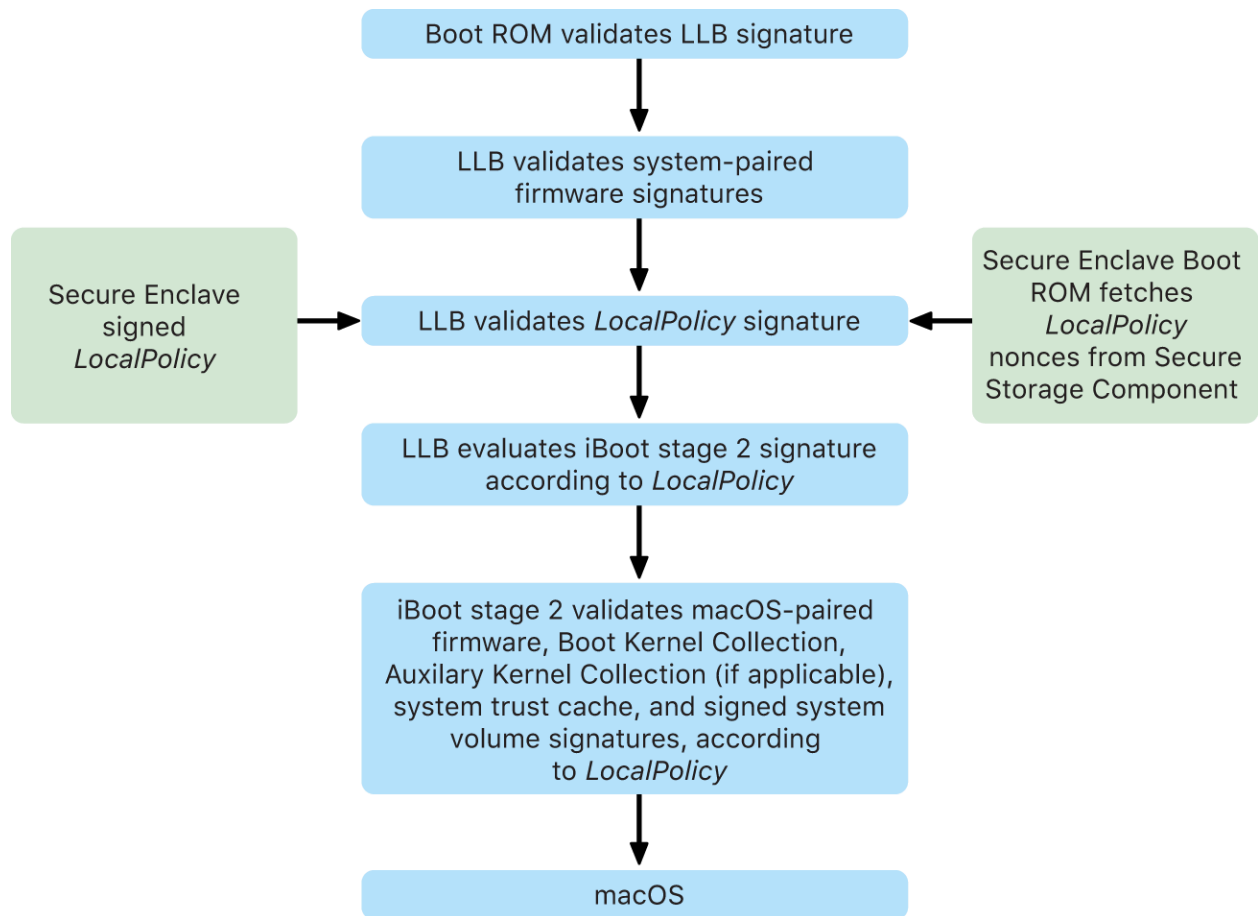 Boot ROM validates LLB signature
LLB validates system-paired
firmware signatures
Secure Enclave
signed
LocalPolicy
LLB validates LocalPolicy signature
Secure Enclave Boot
ROM fetches
LocalPolicy
nonces from Secure
Storage Component
LLB evaluates iBoot stage 2 signature
according to LocalPolicy
iBoot stage 2 validates macOS-paired
firmware, Boot Kernel Collection,
Auxilary Kernel Collection (if applicable),
system trust cache, and signed system
volume signatures, according
to LocalPolicy
macOS